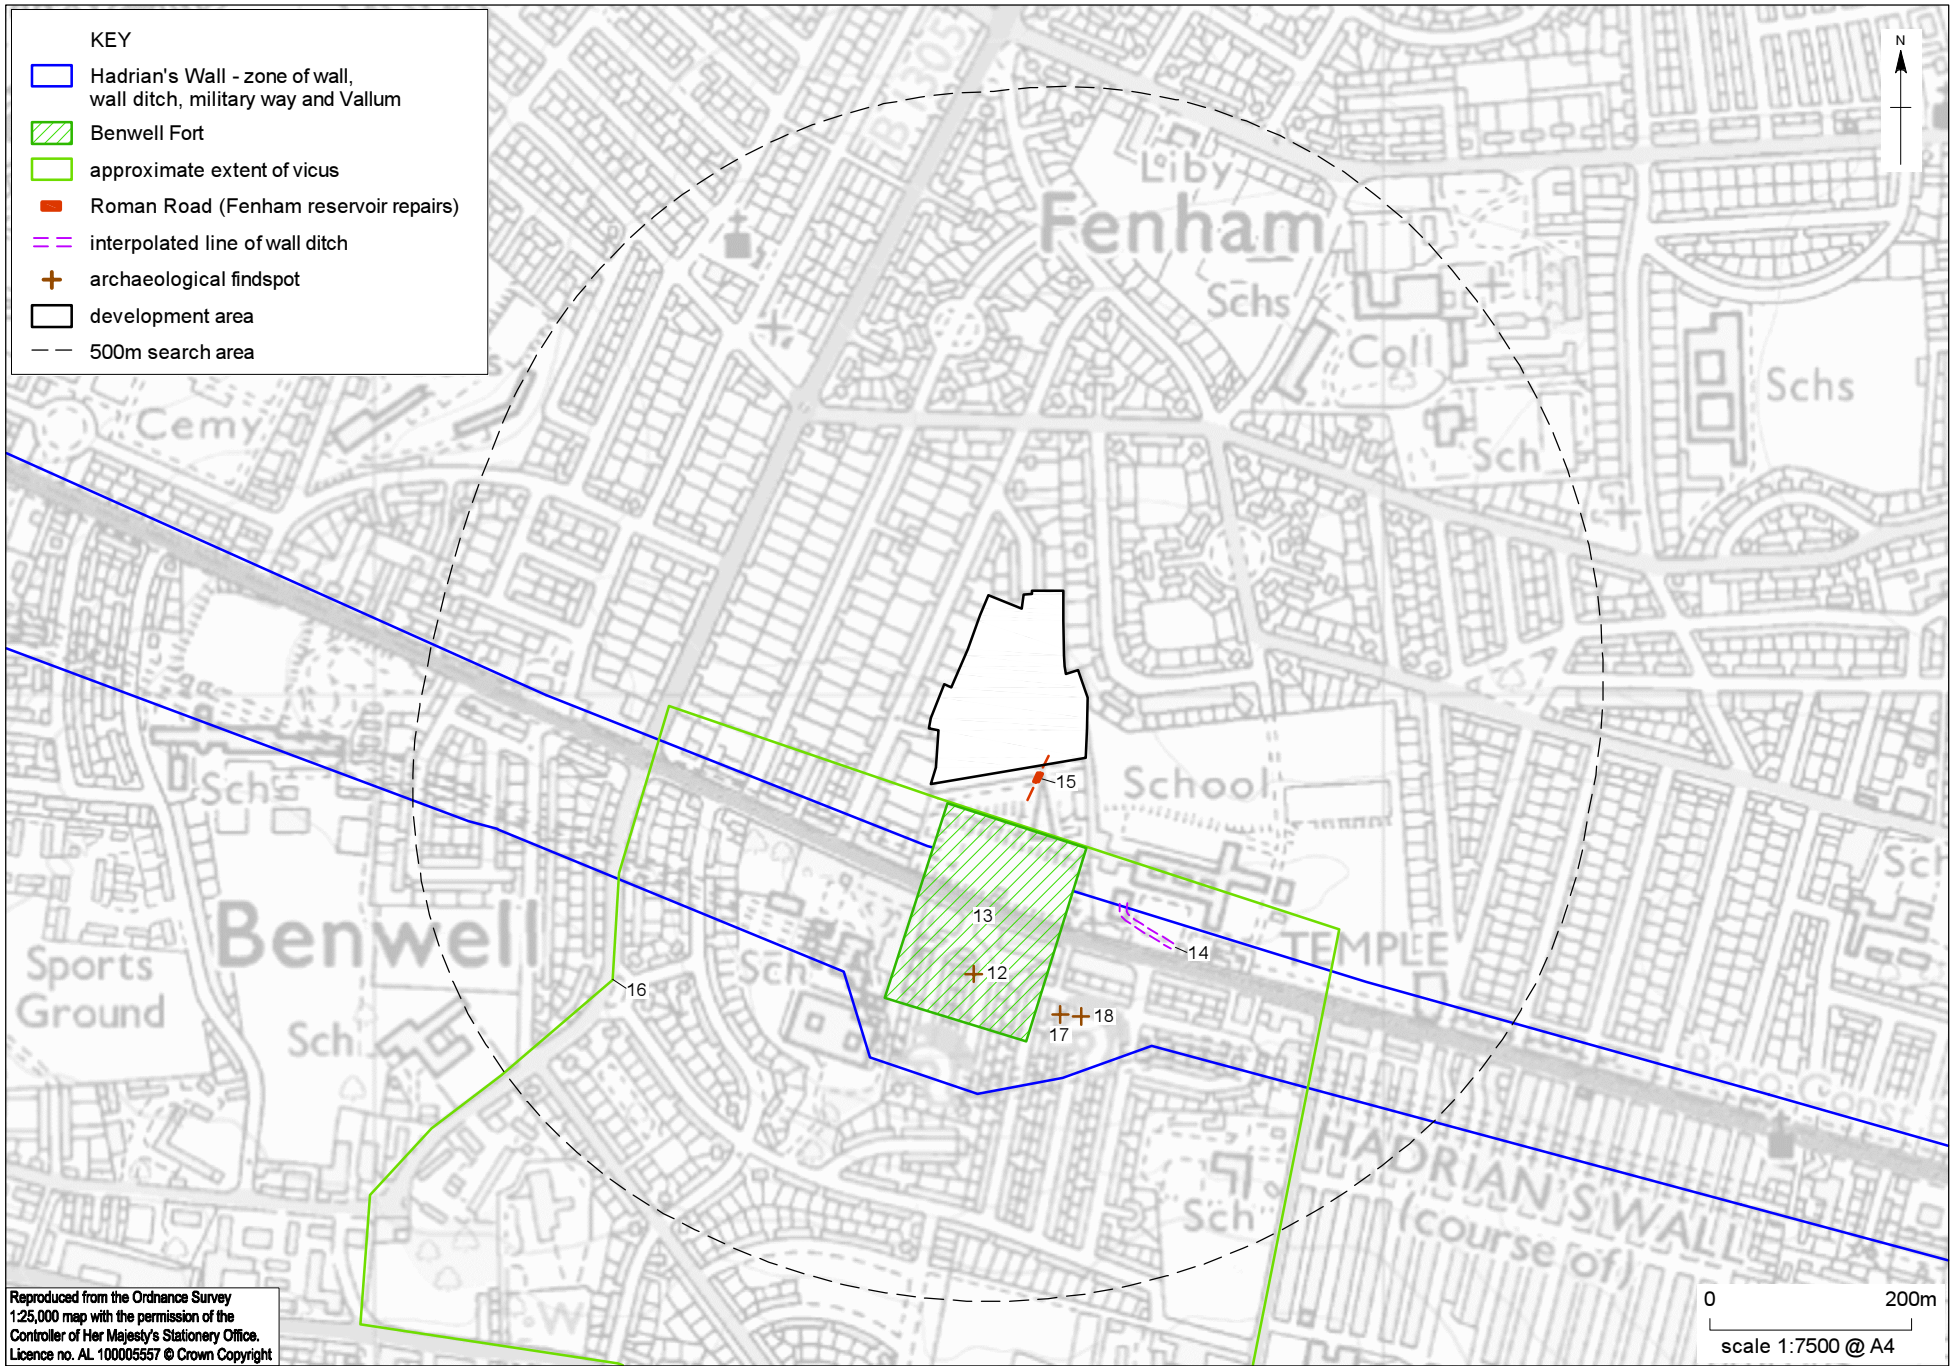 KEY
Hadrian's Wall - zone of wall,
wall ditch, military way and Vallum
Benwell Fort
approximate extent of vicus
Roman Road (Fenham reservoir repairs)
interpolated line of wall ditch
archaeological findspot
development area
500m search area
N
Liby
Fenham
Schs
Coll
Schs
Cemy
Sch
15
School
Sch
Sc
13
Benwell
14
TEMPLE
Sports
Ground
Sch
12
16
Sch
17
18
HADRIAN'S WALL
(course of)
Sch
Reproduced from the Ordnance Survey
1:25,000 map with the permission of the
Controller of Her Majesty's Stationery Office.
Licence no. AL 100005557 © Crown Copyright
0 200m
scale 1:7500 @ A4